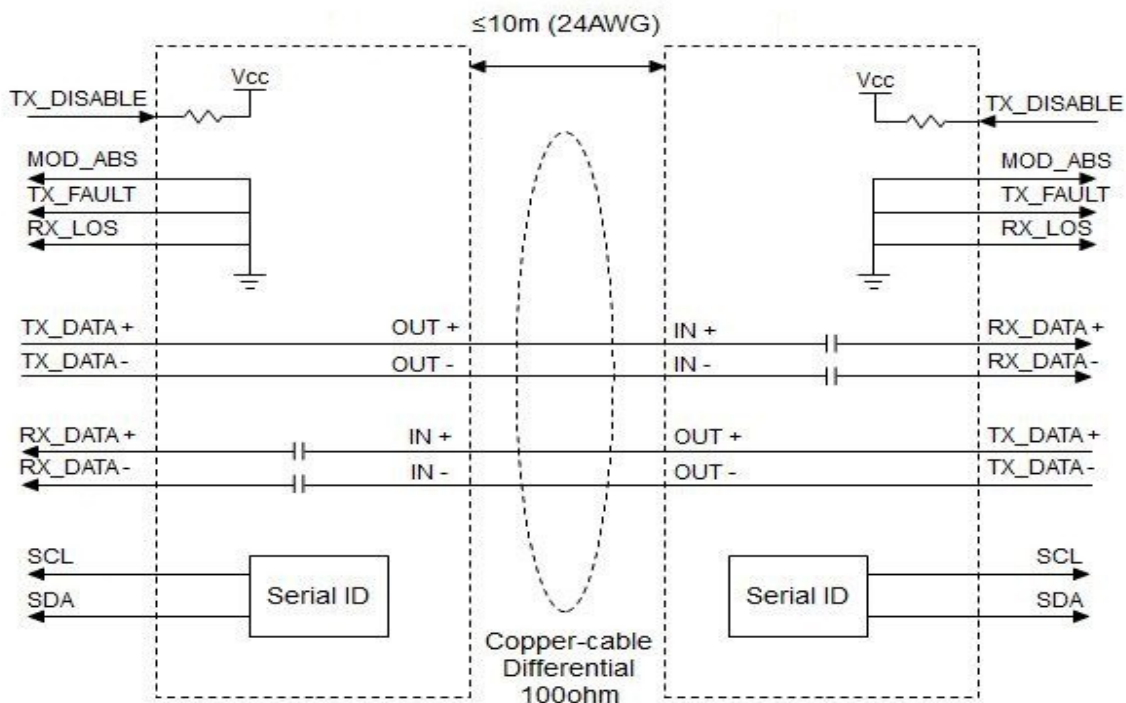 ≤10m (24AWG)
Vcc
Vcc
TX_DISABLE
TX_DISABLE
MOD_ABS
MOD_ABS
TX_FAULT
TX_FAULT
RX_LOS
RX_LOS
TX_DATA +
OUT +
IN +
RX_DATA+
TX_DATA-
OUT -
IN -
RX_DATA-
RX_DATA+
IN +
OUT +
TX_DATA+
RX_DATA-
IN -
OUT -
TX_DATA-
SCL
SCL
Serial ID
Serial ID
SDA
SDA
Copper-cable
Differential
100ohm